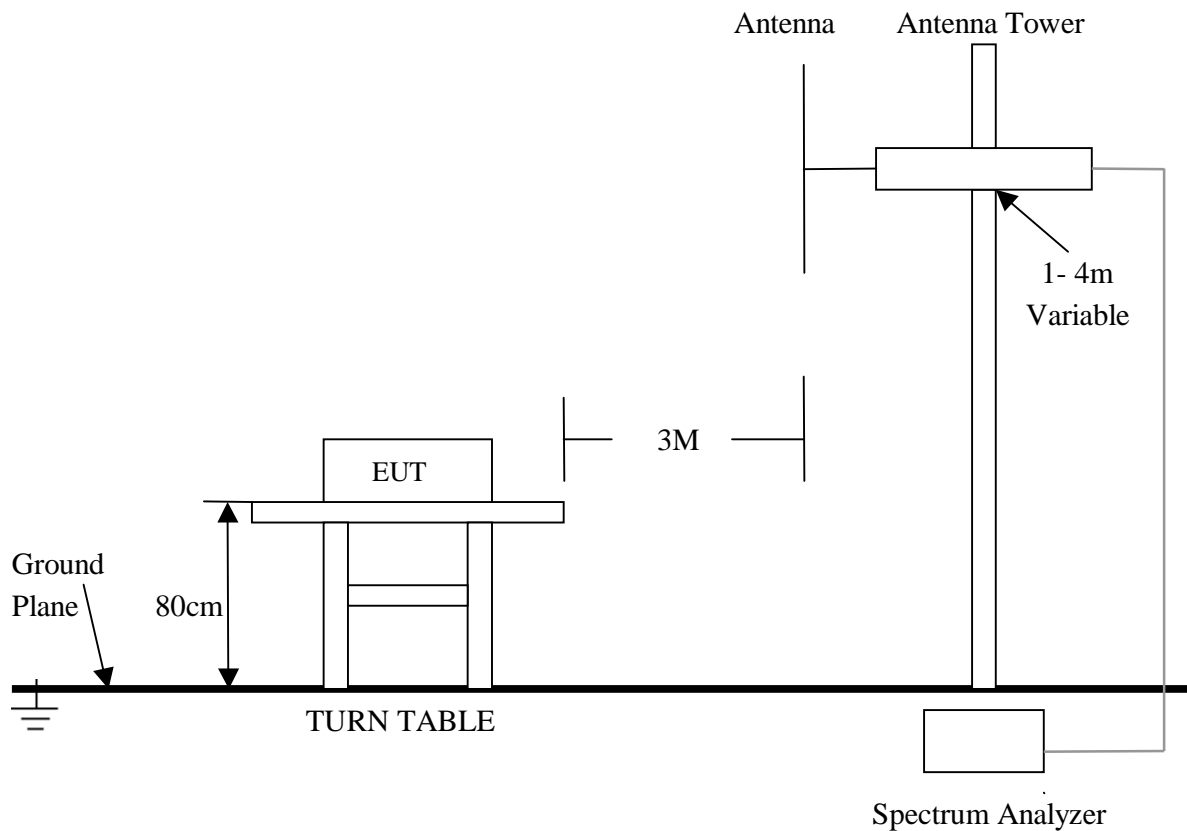 Antenna
Antenna Tower
1- 4m
Variable
3M
EUT
Ground
Plane
80cm
TURN TABLE
Spectrum Analyzer